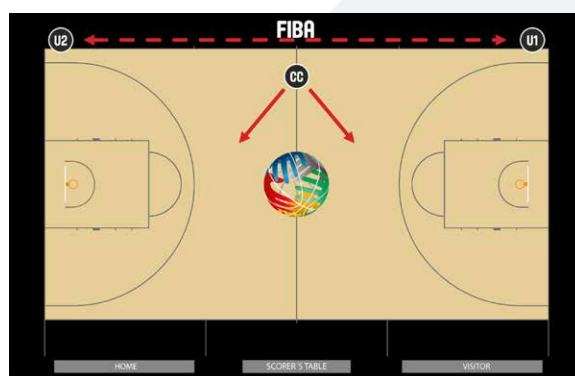 FIBA
U2
U1
CC
HOME
SCORER´S TABLE
VISITOR